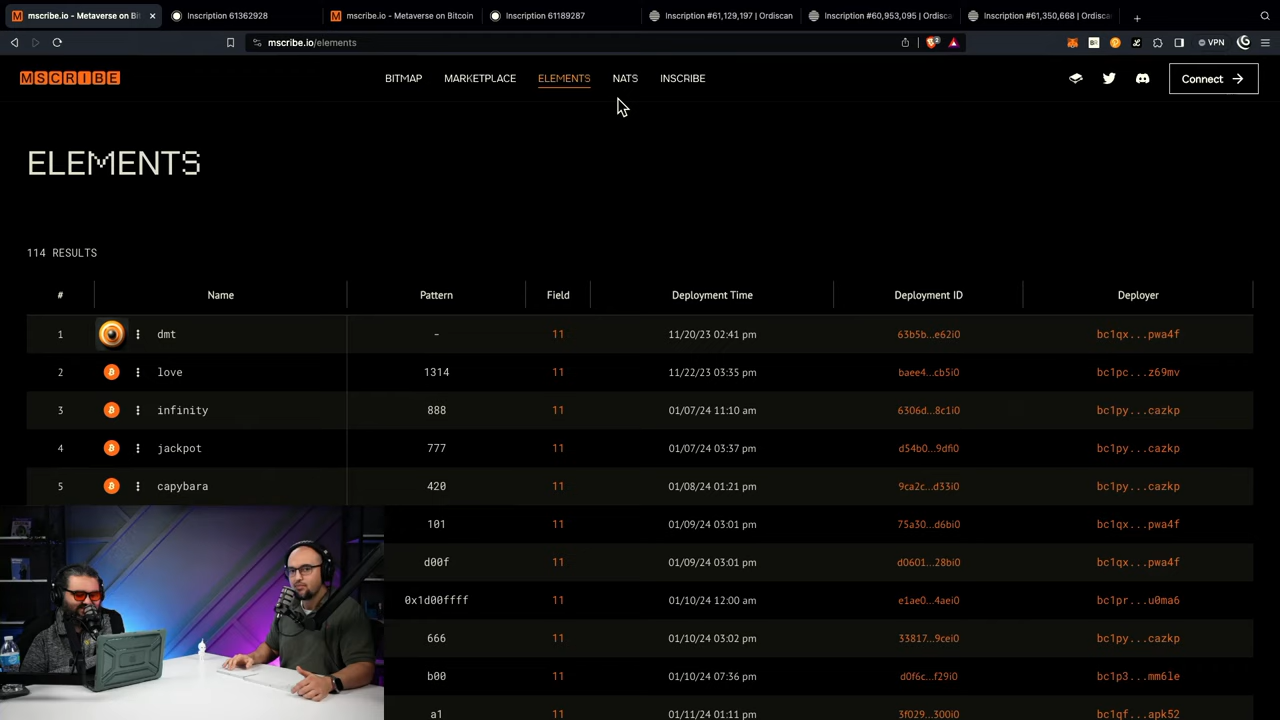 mscribe.io - Metaverse on Bi
Inscription 61362928
mscribe.io - Metaverse on Bitcoin
Inscription 61189287
Inscription #61,129,197 | Ordiscan
Inscription #60,953,095 | Ordisca
Inscription #61,350,668 | Ordisca
mscribe.io/elements
2
VPN
MSCRIBE
BITMAP
MARKETPLACE
ELEMENTS
NATS
INSCRIBE
Connect
ELEMENTS
114 RESULTS
# Name Pattern Field Deployment Time Deployment ID Deployer
1 dmt - 11 11/20/23 02:41 pm 63b5b...e62i0 bc1qx...pwa4f
2 love 1314 11 11/22/23 03:35 pm baee4...cb5i0 bc1pc...z69mv
3 infinity 888 11 01/07/24 11:10 am 6306d...8c1i0 bc1py...cazkp
4 jackpot 777 11 01/07/24 03:37 pm d54b0...9dfi0 bc1py...cazkp
5 capybara 420 11 01/08/24 01:21 pm 9ca2c...d33i0 bc1py...cazkp
101 11 01/09/24 03:01 pm 75a30...d6bi0 bc1qx...pwa4f
d00f 11 01/09/24 03:01 pm d0601...28bi0 bc1qx...pwa4f
0x1d00ffff 11 01/10/24 12:00 am e1ae0...4aei0 bc1pr...u0ma6
666 11 01/10/24 03:02 pm 33817...9cei0 bc1py...cazkp
b00 11 01/10/24 07:36 pm d0f6c...f29i0 bc1p3...mm6le
a1 11 01/11/24 01:11 pm 3f029...300i0 bc1qf...apk52